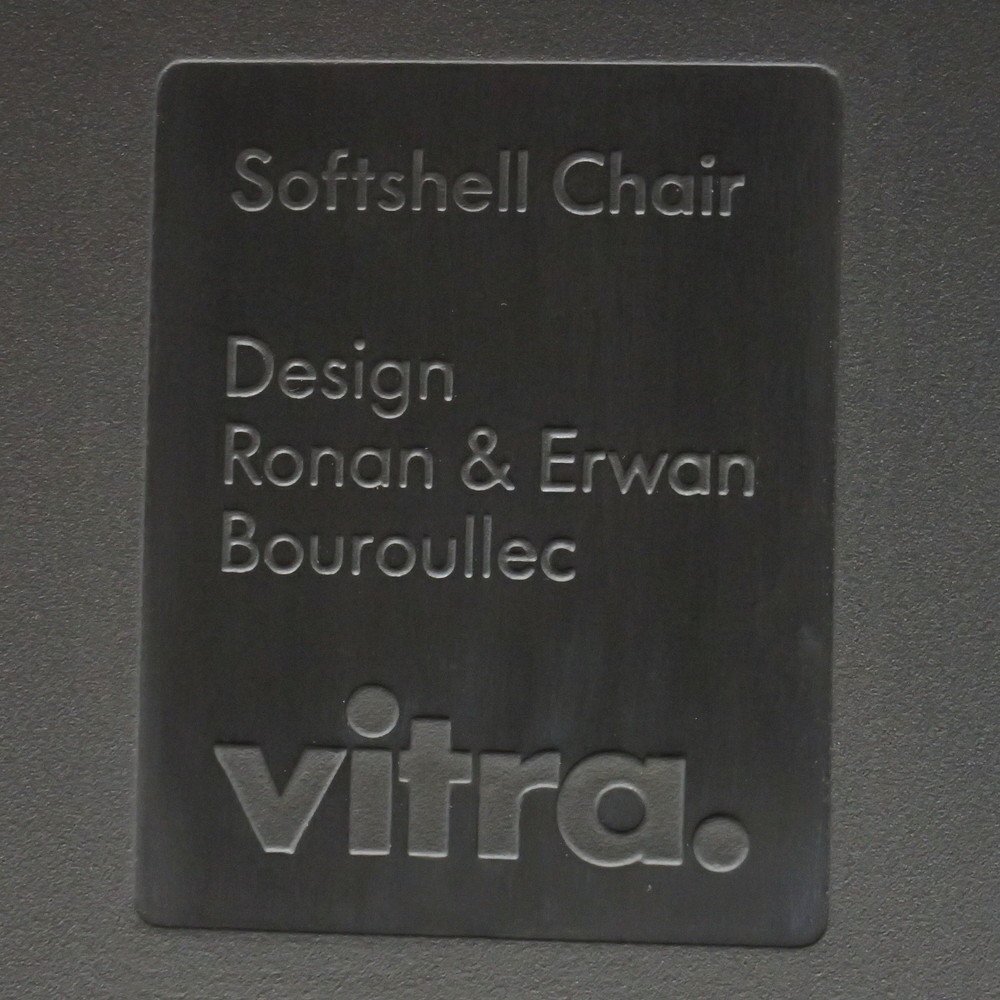 Softshell Chair
Design
Ronan & Erwan
Bouroullec
vitra.